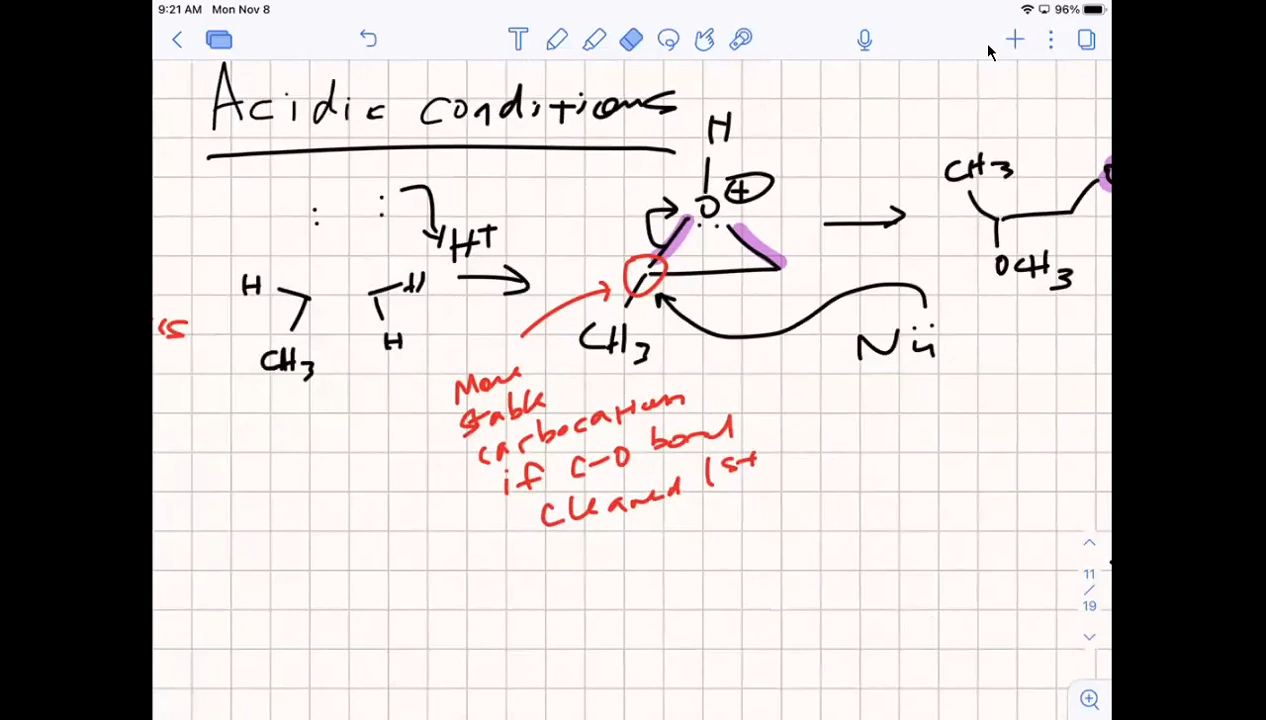 9:21 AM Mon Nov 8
96%
Acidic conditions
H
O +
CH3
H+
H
H
CH3
H
CH3
OCH3
Nu
More
stable
carbocation
if C-O bond
cleaved 1st
11
/
19